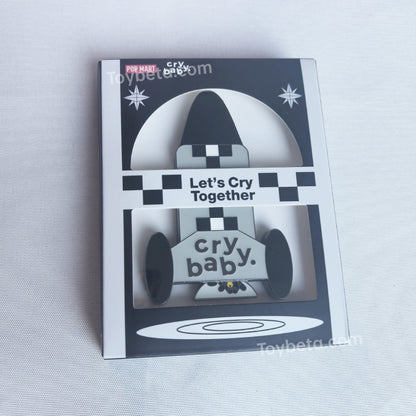 POP MART
cry
baby.
Toybeta.com
Let's Cry
Together
cry
baby.
Toybeta.com